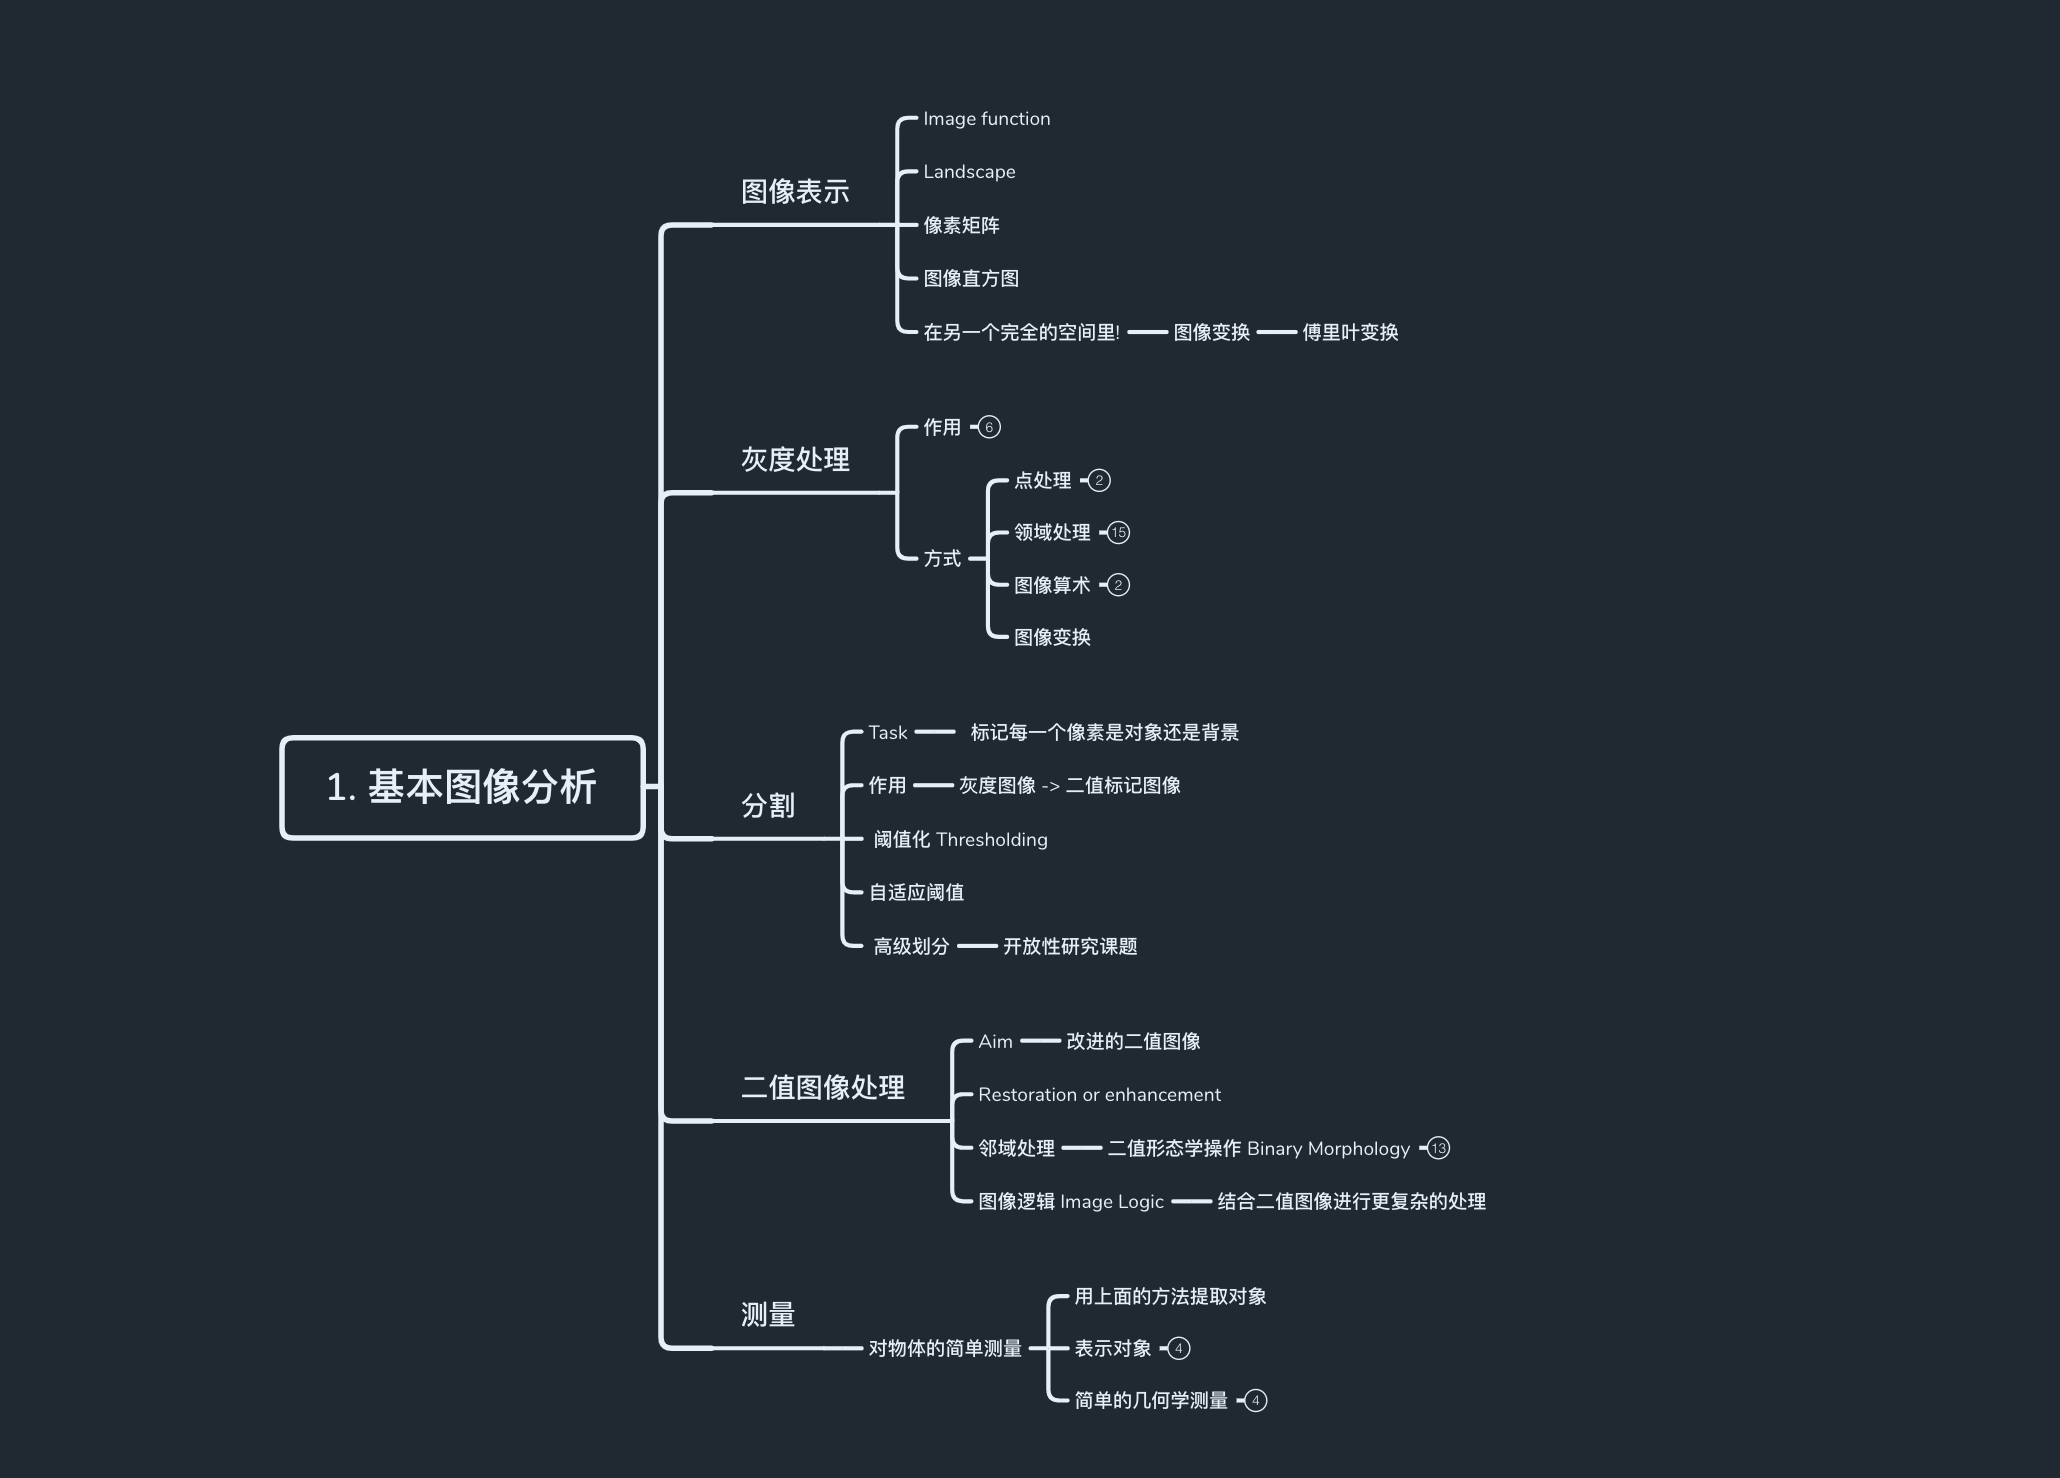 1. 基本图像分析
图像表示
Image function
Landscape
像素矩阵
图像直方图
在另一个完全的空间里!
图像变换
傅里叶变换
灰度处理
作用
6
方式
点处理
2
领域处理
15
图像算术
2
图像变换
分割
Task
标记每一个像素是对象还是背景
作用
灰度图像 -> 二值标记图像
阈值化 Thresholding
自适应阈值
高级划分
开放性研究课题
二值图像处理
Aim
改进的二值图像
Restoration or enhancement
邻域处理
二值形态学操作 Binary Morphology
13
图像逻辑 Image Logic
结合二值图像进行更复杂的处理
测量
对物体的简单测量
用上面的方法提取对象
表示对象
4
简单的几何学测量
4